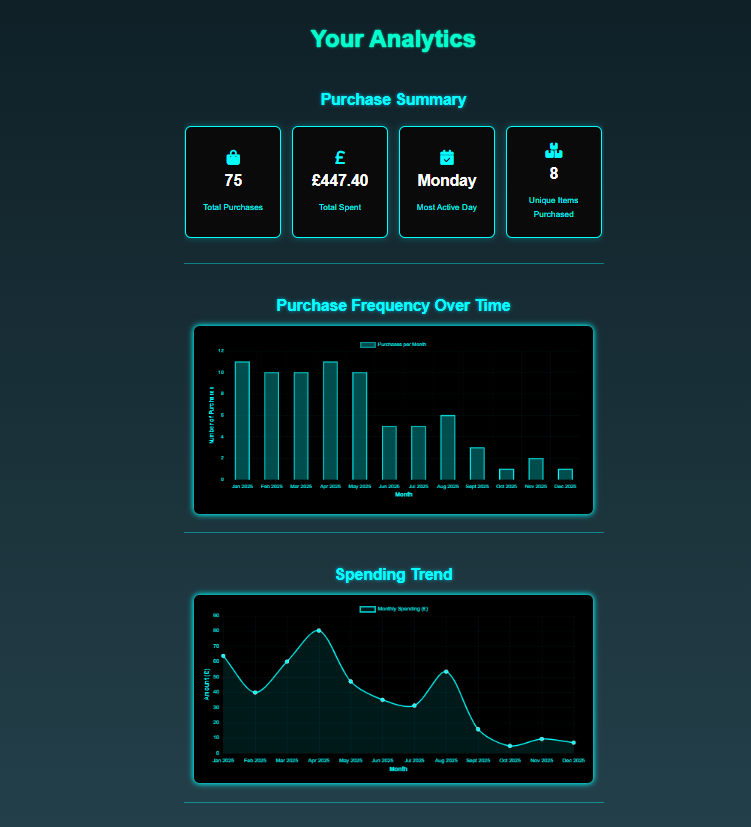 Your Analytics
Purchase Summary
£
75
£447.40
Monday
8
Total Purchases
Total Spent
Most Active Day
Unique Items
Purchased
Purchase Frequency Over Time
Purchases per Month
12
10
8
6
4
2
0
Number of Purchases
Jan 2025 Feb 2025 Mar 2025 Apr 2025 May 2025 Jun 2025 Jul 2025 Aug 2025 Sept 2025 Oct 2025 Nov 2025 Dec 2025
Month
Spending Trend
Monthly Spending (£)
90
80
70
60
50
40
30
20
10
0
Amount (£)
Jan 2025 Feb 2025 Mar 2025 Apr 2025 May 2025 Jun 2025 Jul 2025 Aug 2025 Sept 2025 Oct 2025 Nov 2025 Dec 2025
Month